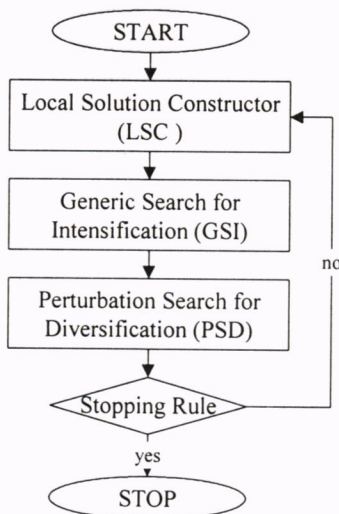 START
Local Solution Constructor
(LSC )
Generic Search for
Intensification (GSI)
no
Perturbation Search for
Diversification (PSD)
Stopping Rule
yes
STOP